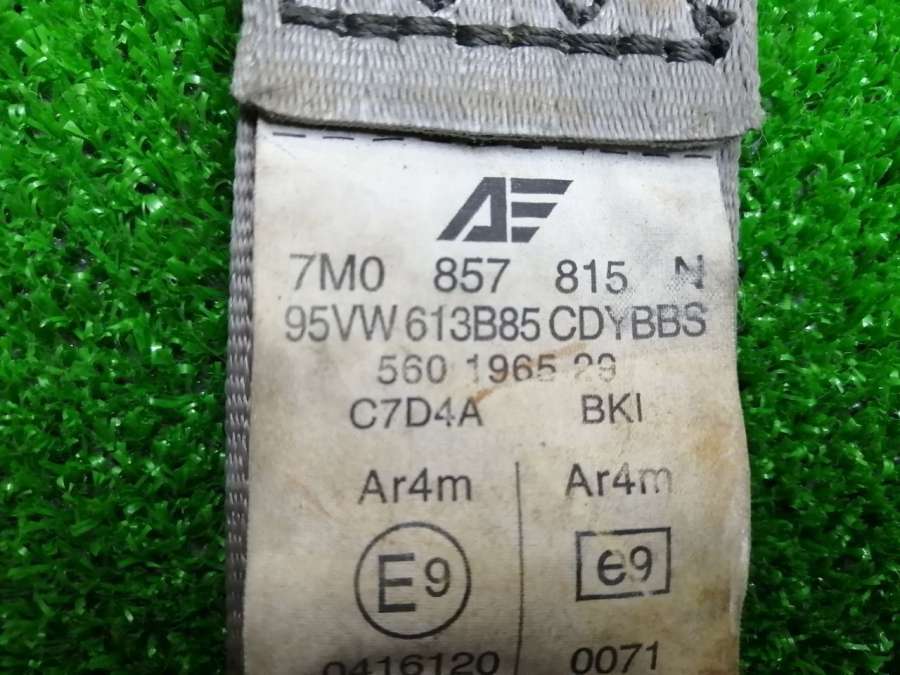 AE
7M0 857 815 N
95VW 613B85 CDYBBS
560 1965 29
C7D4A BKI
Ar4m Ar4m
E9 e9
0416120 0071